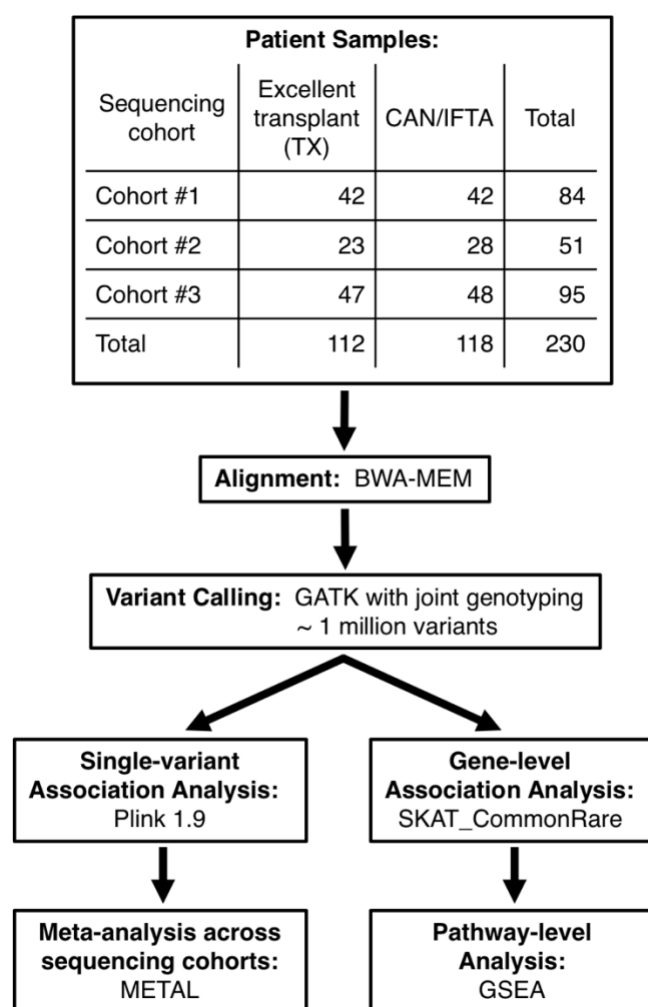 Patient Samples:
Sequencing cohort Excellent transplant (TX) CAN/IFTA Total
Cohort #1 42 42 84
Cohort #2 23 28 51
Cohort #3 47 48 95
Total 112 118 230
Alignment: BWA-MEM
Variant Calling: GATK with joint genotyping
~ 1 million variants
Single-variant
Association Analysis:
Plink 1.9
Gene-level
Association Analysis:
SKAT_CommonRare
Meta-analysis across
sequencing cohorts:
METAL
Pathway-level
Analysis:
GSEA